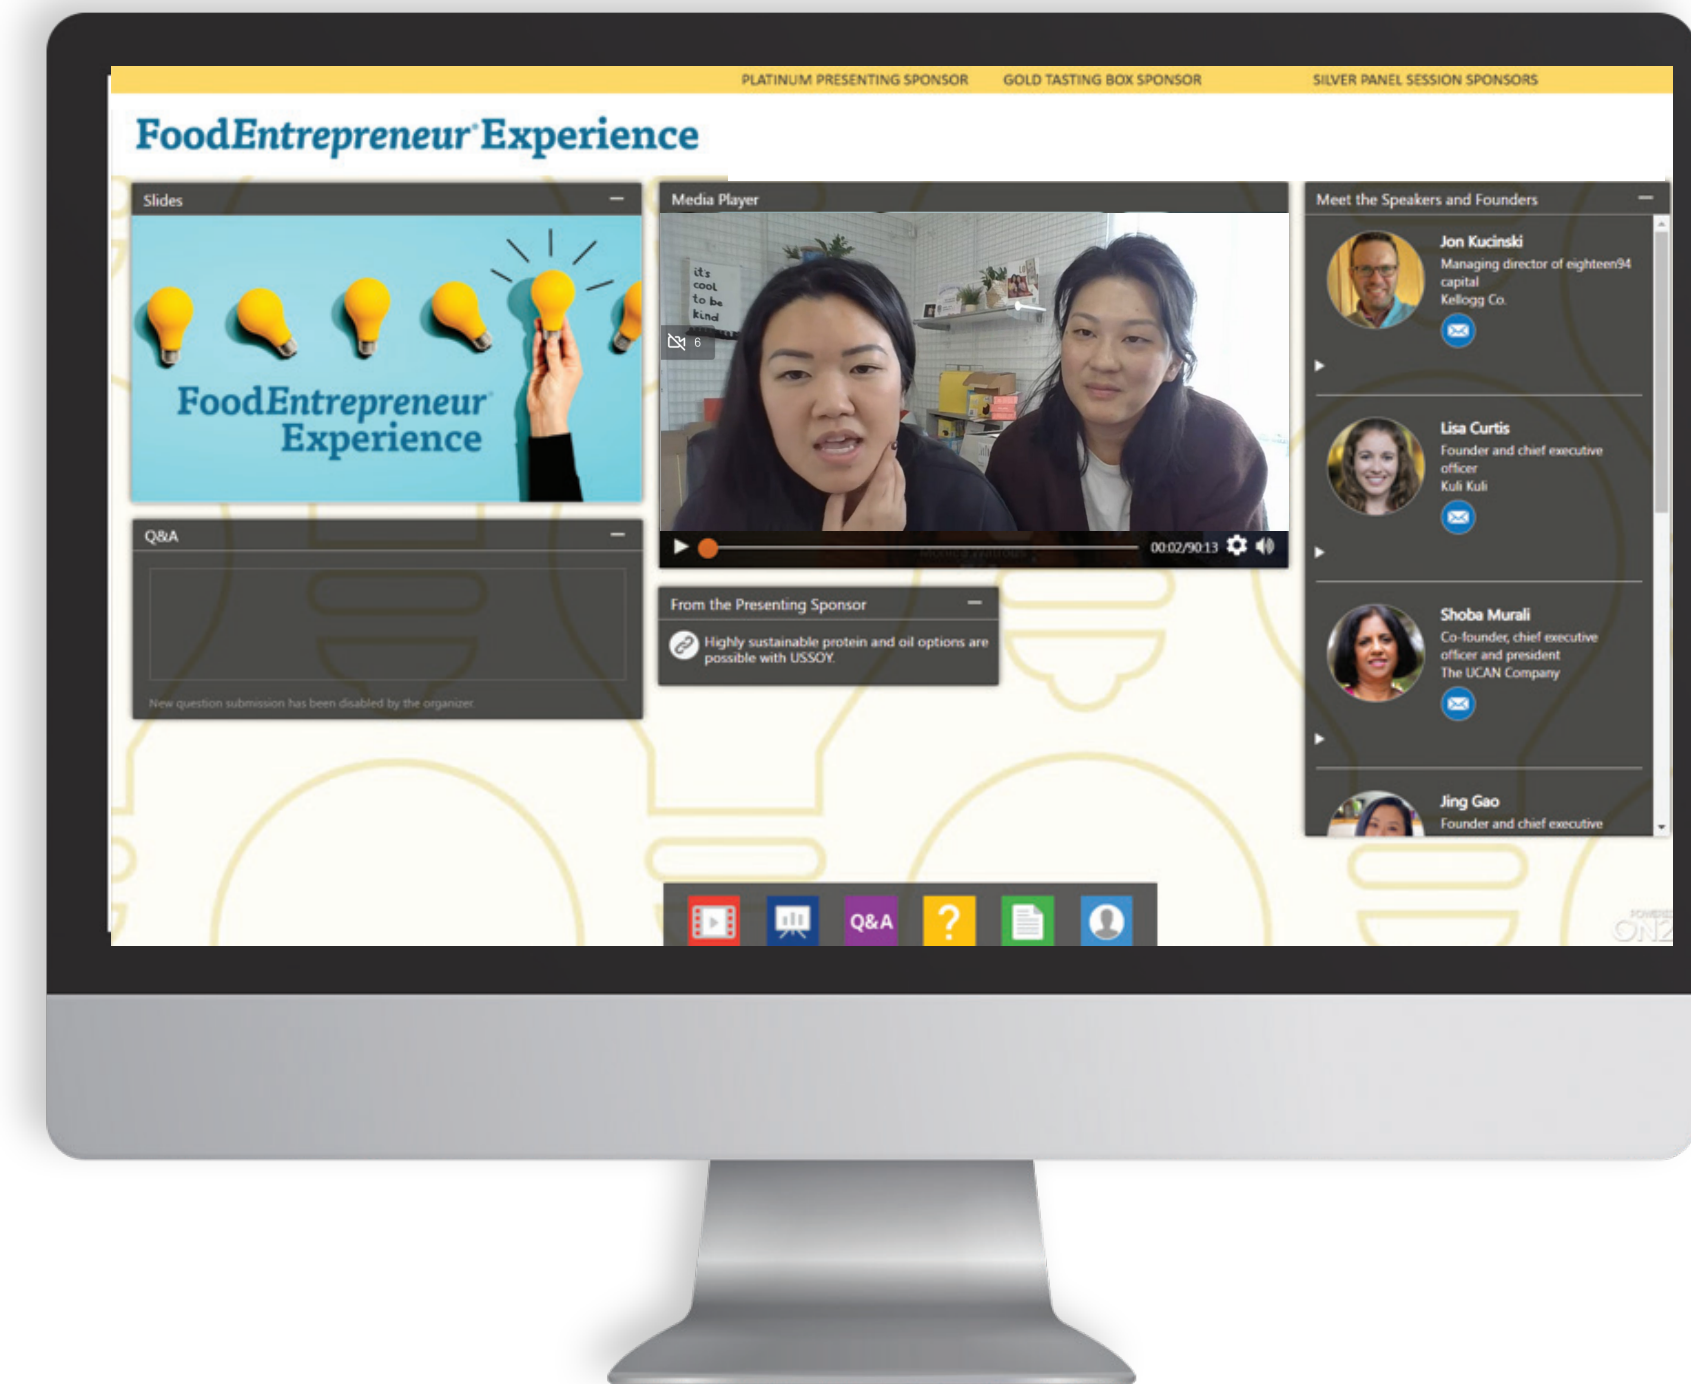 PLATINUM PRESENTING SPONSOR GOLD TASTING BOX SPONSOR SILVER PANEL SESSION SPONSORS
FoodEntrepreneur® Experience
Slides
FoodEntrepreneur®
Experience
Q&A
New question submission has been disabled by the organizer.
Media Player
it's
cool
to be
kind
6
00:02/90:13
From the Presenting Sponsor
Highly sustainable protein and oil options are
possible with USSOY.
Meet the Speakers and Founders
Jon Kucinski
Managing director of eighteen94
capital
Kellogg Co.
Lisa Curtis
Founder and chief executive
officer
Kuli Kuli
Shoba Murali
Co-founder, chief executive
officer and president
The UCAN Company
Jing Gao
Founder and chief executive
Q&A
?